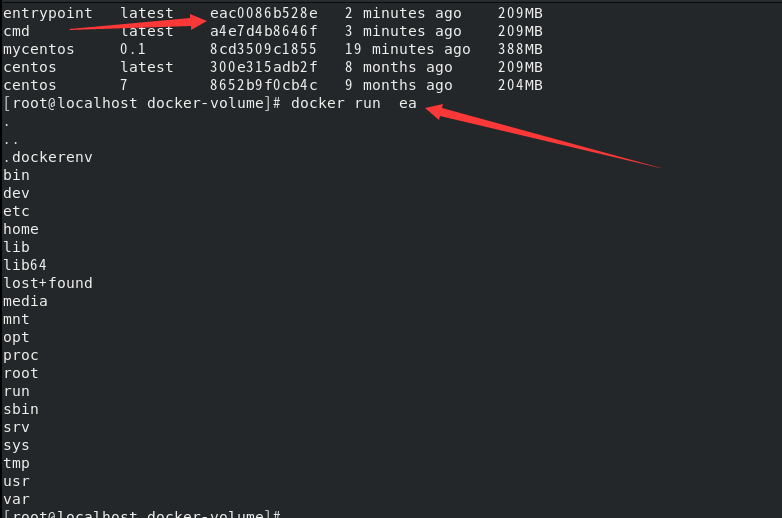 entrypoint   latest    eac0086b528e   2 minutes ago    209MB
cmd          latest    a4e7d4b8646f   3 minutes ago    209MB
mycentos     0.1       8cd3509c1855   19 minutes ago   388MB
centos       latest    300e315adb2f   8 months ago     209MB
centos       7         8652b9f0cb4c   9 months ago     204MB
[root@localhost docker-volume]# docker run  ea
.
..
.dockerenv
bin
dev
etc
home
lib
lib64
lost+found
media
mnt
opt
proc
root
run
sbin
srv
sys
tmp
usr
var
[root@localhost docker-volume]#